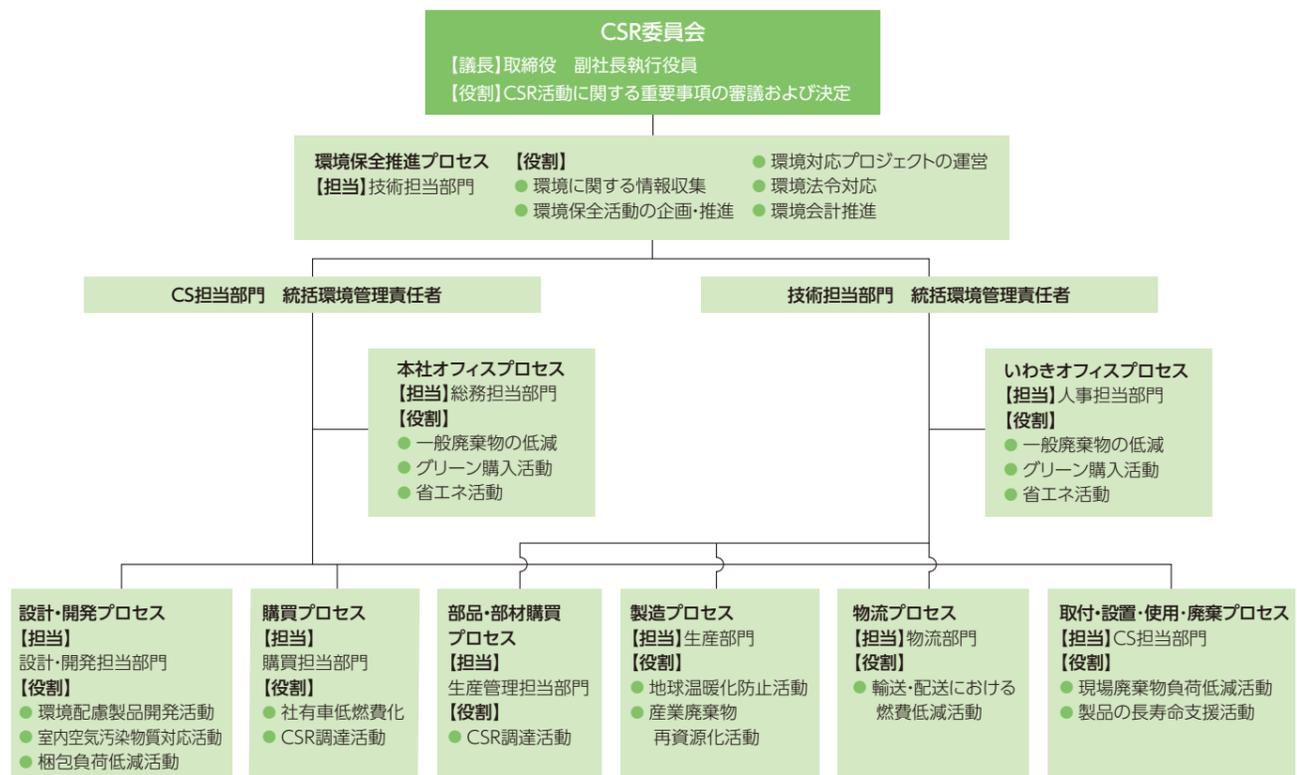 CSR委員会
【議長】取締役　副社長執行役員
【役割】CSR活動に関する重要事項の審議および決定
環境保全推進プロセス
【担当】技術担当部門
【役割】
● 環境に関する情報収集
● 環境保全活動の企画・推進
● 環境対応プロジェクトの運営
● 環境法令対応
● 環境会計推進
CS担当部門　統括環境管理責任者
技術担当部門　統括環境管理責任者
本社オフィスプロセス
【担当】総務担当部門
【役割】
● 一般廃棄物の低減
● グリーン購入活動
● 省エネ活動
いわきオフィスプロセス
【担当】人事担当部門
【役割】
● 一般廃棄物の低減
● グリーン購入活動
● 省エネ活動
設計・開発プロセス
【担当】
設計・開発担当部門
【役割】
● 環境配慮製品開発活動
● 室内空気汚染物質対応活動
● 梱包負荷低減活動
購買プロセス
【担当】
購買担当部門
【役割】
● 社有車低燃費化
● CSR調達活動
部品・部材購買
プロセス
【担当】
生産管理担当部門
【役割】
● CSR調達活動
製造プロセス
【担当】生産部門
【役割】
● 地球温暖化防止活動
● 産業廃棄物
再資源化活動
物流プロセス
【担当】物流部門
【役割】
● 輸送・配送における
燃費低減活動
取付・設置・使用・廃棄プロセス
【担当】CS担当部門
【役割】
● 現場廃棄物負荷低減活動
● 製品の長寿命支援活動